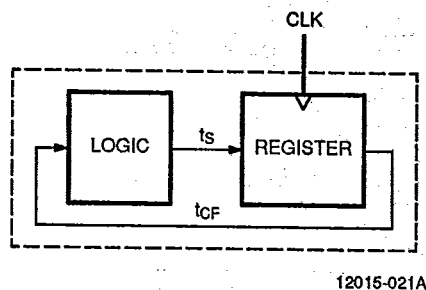 CLK
LOGIC
tS
REGISTER
tCF
12015-021A